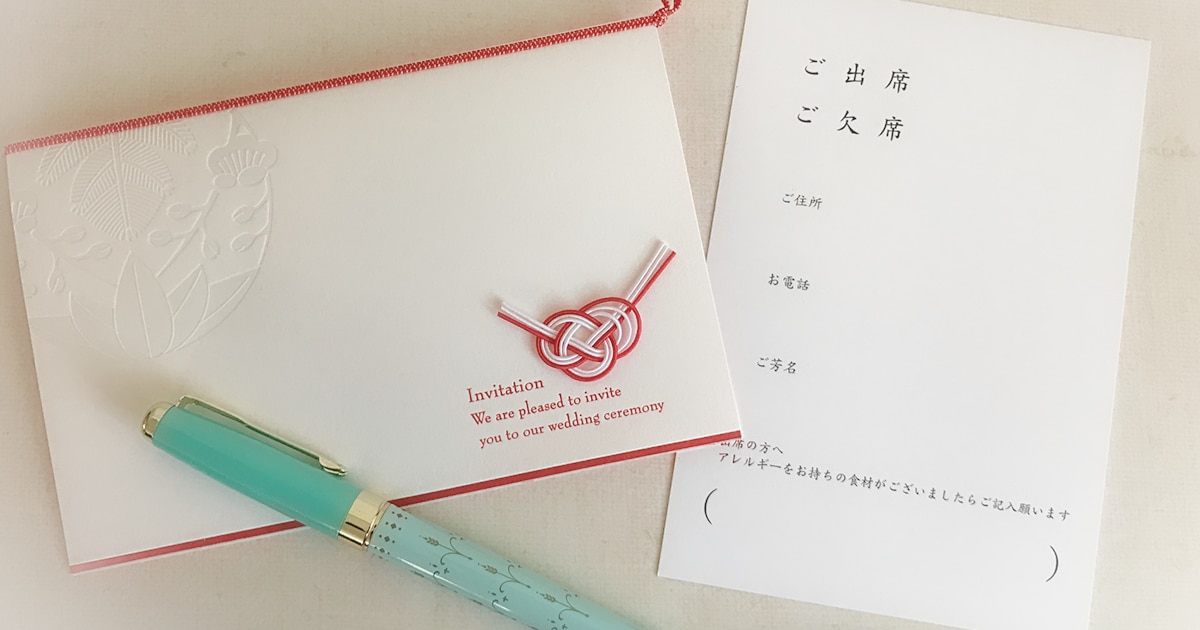 Invitation
We are pleased to invite
you to our wedding ceremony
ご出席
ご欠席
ご住所
お電話
ご芳名
出席の方へ
アレルギーをお持ちの食材がございましたらご記入願います
(
)